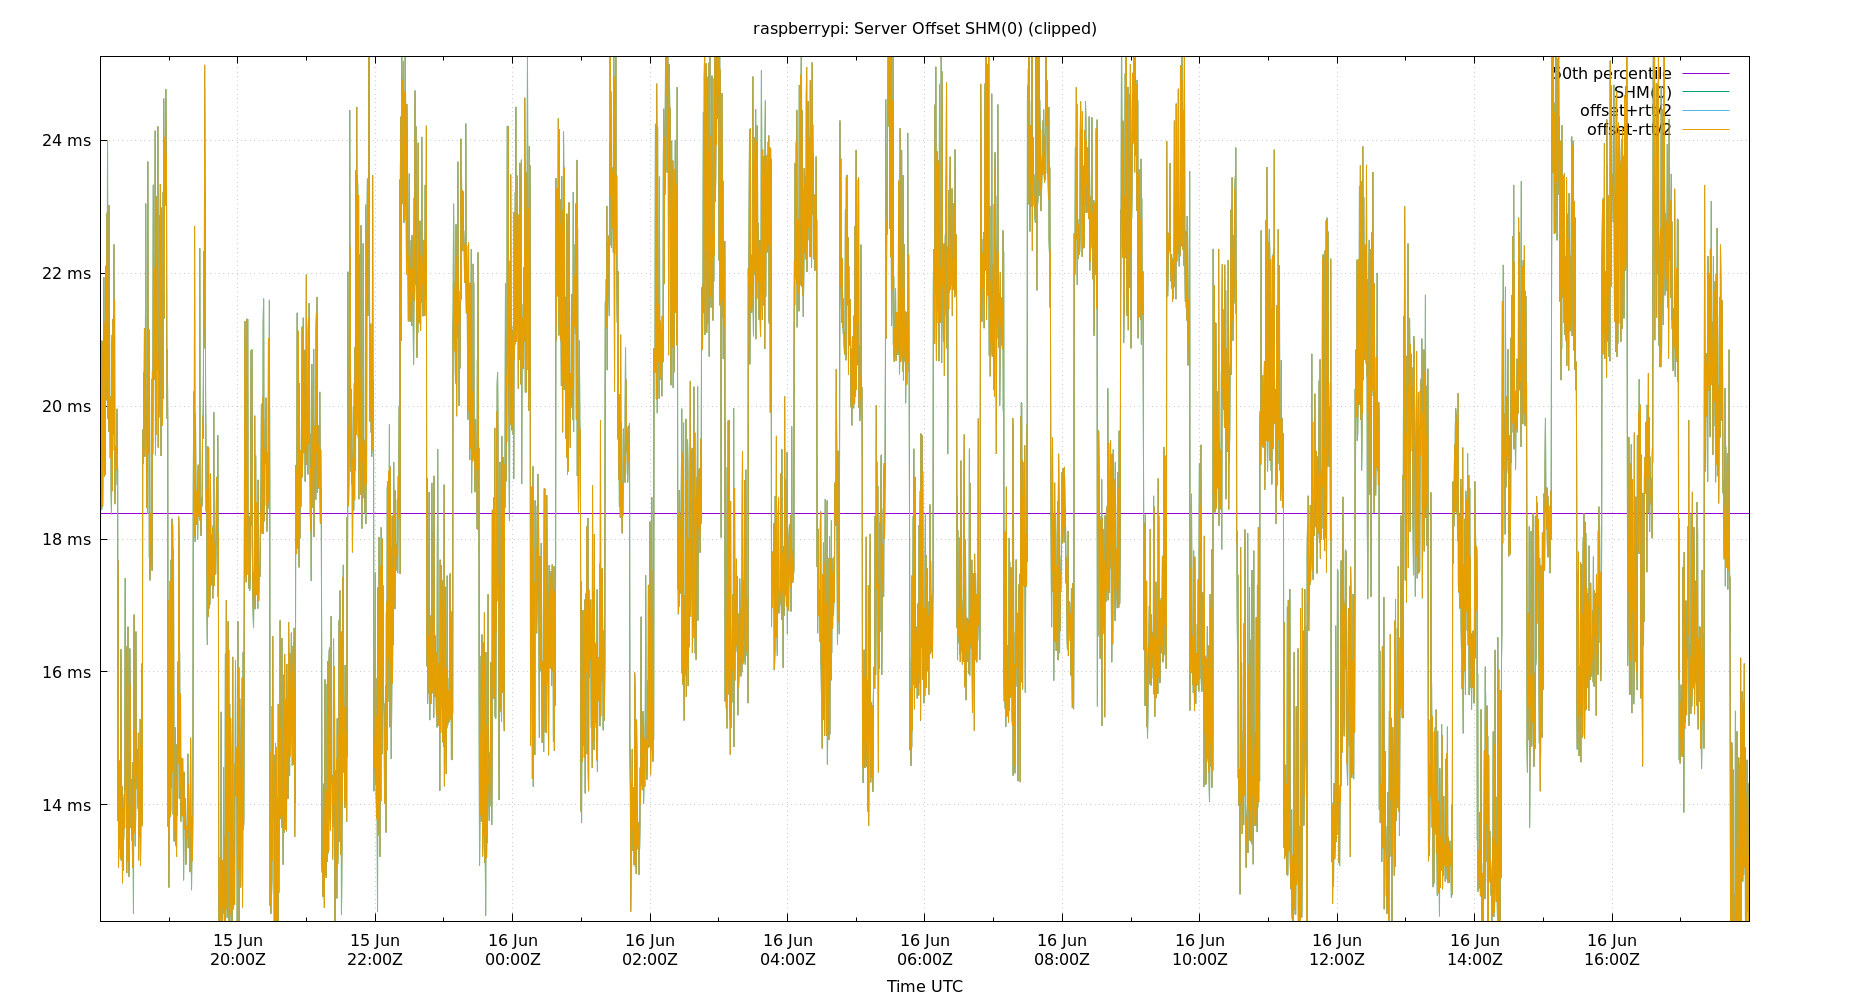 raspberrypi: Server Offset SHM(0) (clipped)
50th percentile
SHM(0)
offset+rtt/2
offset-rtt/2
24 ms
22 ms
20 ms
18 ms
16 ms
14 ms
15 Jun 15 Jun 16 Jun 16 Jun 16 Jun 16 Jun 16 Jun 16 Jun 16 Jun 16 Jun 16 Jun
20:00Z 22:00Z 00:00Z 02:00Z 04:00Z 06:00Z 08:00Z 10:00Z 12:00Z 14:00Z 16:00Z
Time UTC